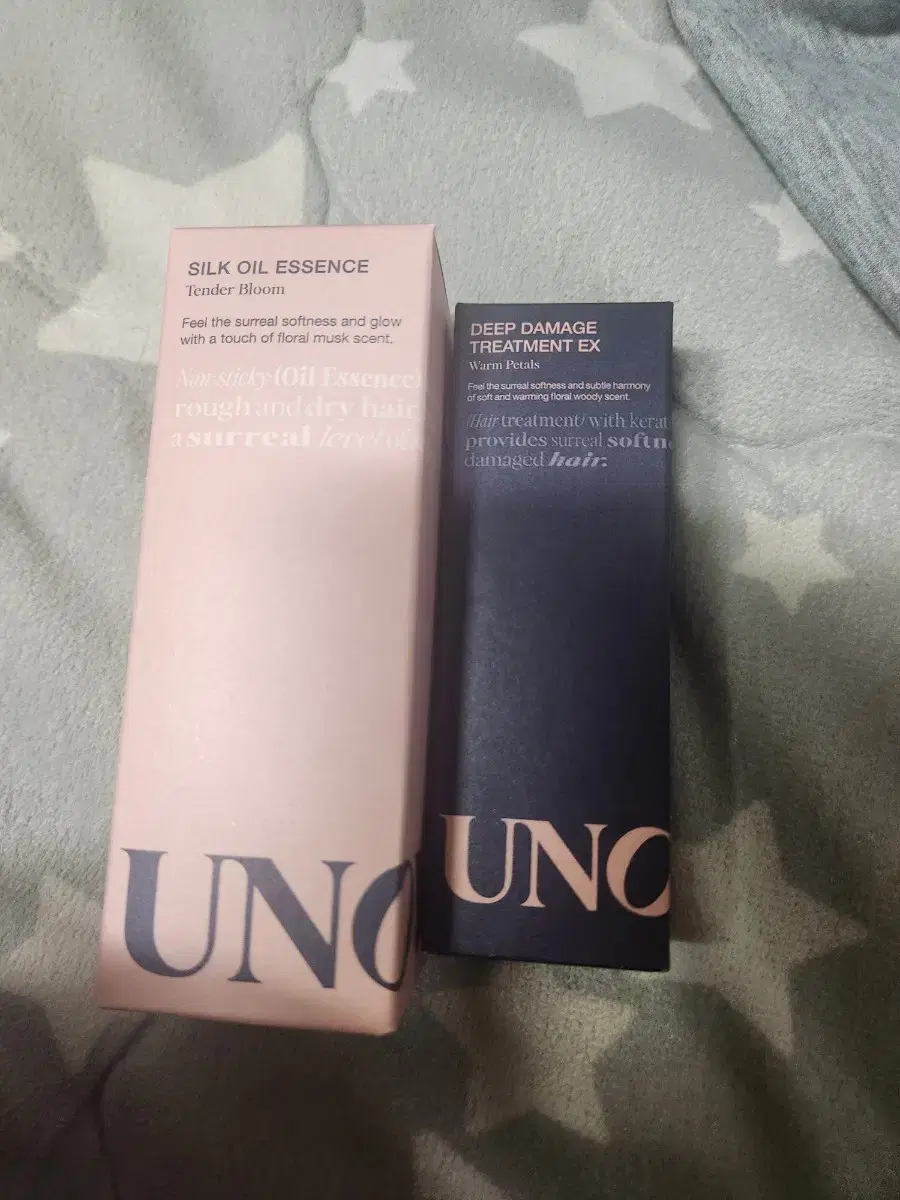 SILK OIL ESSENCE
Tender Bloom
Feel the surreal softness and glow
with a touch of floral musk scent.
Non-sticky (Oil Essence)
rough and dry hair
a surreal level of
UNO
DEEP DAMAGE
TREATMENT EX
Warm Petals
Feel the surreal softness and subtle harmony
of soft and warming floral woody scent.
(Hair treatment) with kerat
provides surreal softn
damaged hair.
UNO